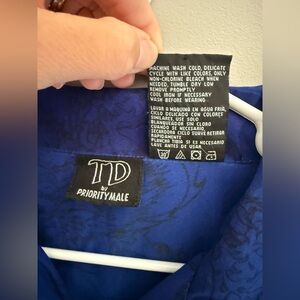 MACHINE WASH COLD, DELICATE
CYCLE WITH LIKE COLORS, ONLY
NON-CHLORINE BLEACH WHEN
NEEDED, TUMBLE DRY LOW
REMOVE PROMPTLY
COOL IRON IF NECESSARY
WASH BEFORE WEARING
LAVAR A MAQUINA EN AGUA FRIA,
CICLO DELICADO CON COLORES
SIMILARES, USE SOLO
BLANQUEADOR SIN CLORO
CUANDO SE NECESARIO,
SECADORA CICLO SUAVE RETIRAR
RAPIDAMENTE
PLANCHA TIBIA SI ES NECESARIO
LAVE ANTES DE USAR
TD
by
PRIORITYMALE